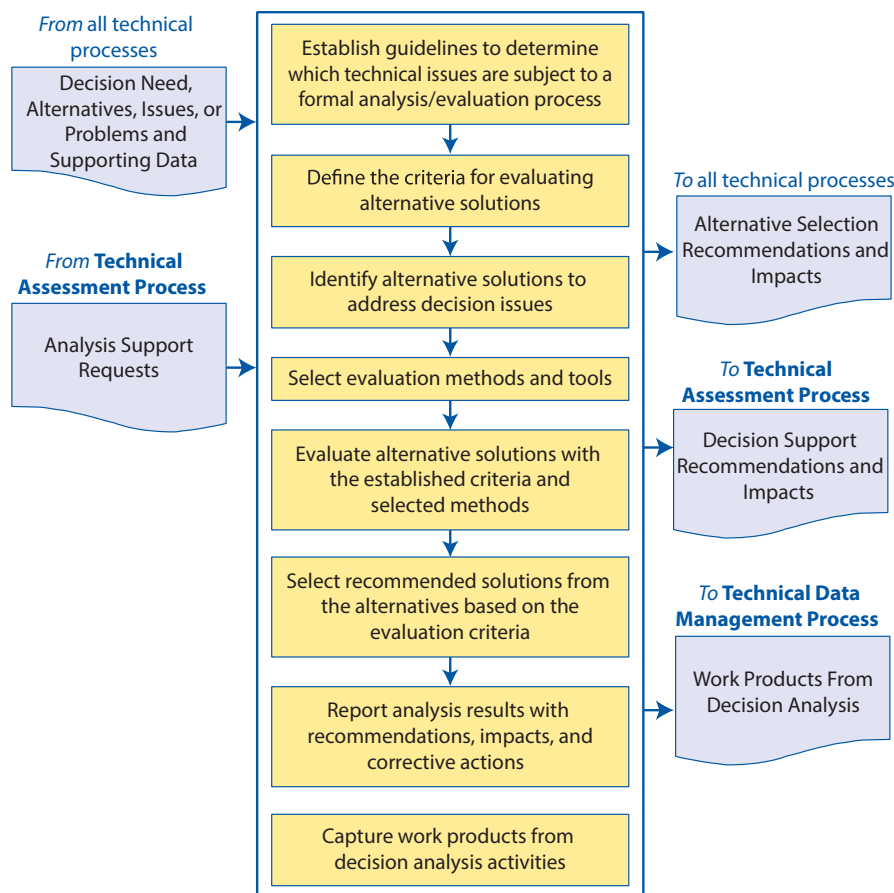 From all technical
processes
Decision Need,
Alternatives, Issues, or
Problems and
Supporting Data
From Technical
Assessment Process
Analysis Support
Requests
Establish guidelines to determine
which technical issues are subject to a
formal analysis/evaluation process
Define the criteria for evaluating
alternative solutions
Identify alternative solutions to
address decision issues
Select evaluation methods and tools
Evaluate alternative solutions with
the established criteria and
selected methods
Select recommended solutions from
the alternatives based on the
evaluation criteria
Report analysis results with
recommendations, impacts, and
corrective actions
Capture work products from
decision analysis activities
To all technical processes
Alternative Selection
Recommendations and
Impacts
To Technical
Assessment Process
Decision Support
Recommendations and
Impacts
To Technical Data
Management Process
Work Products From
Decision Analysis